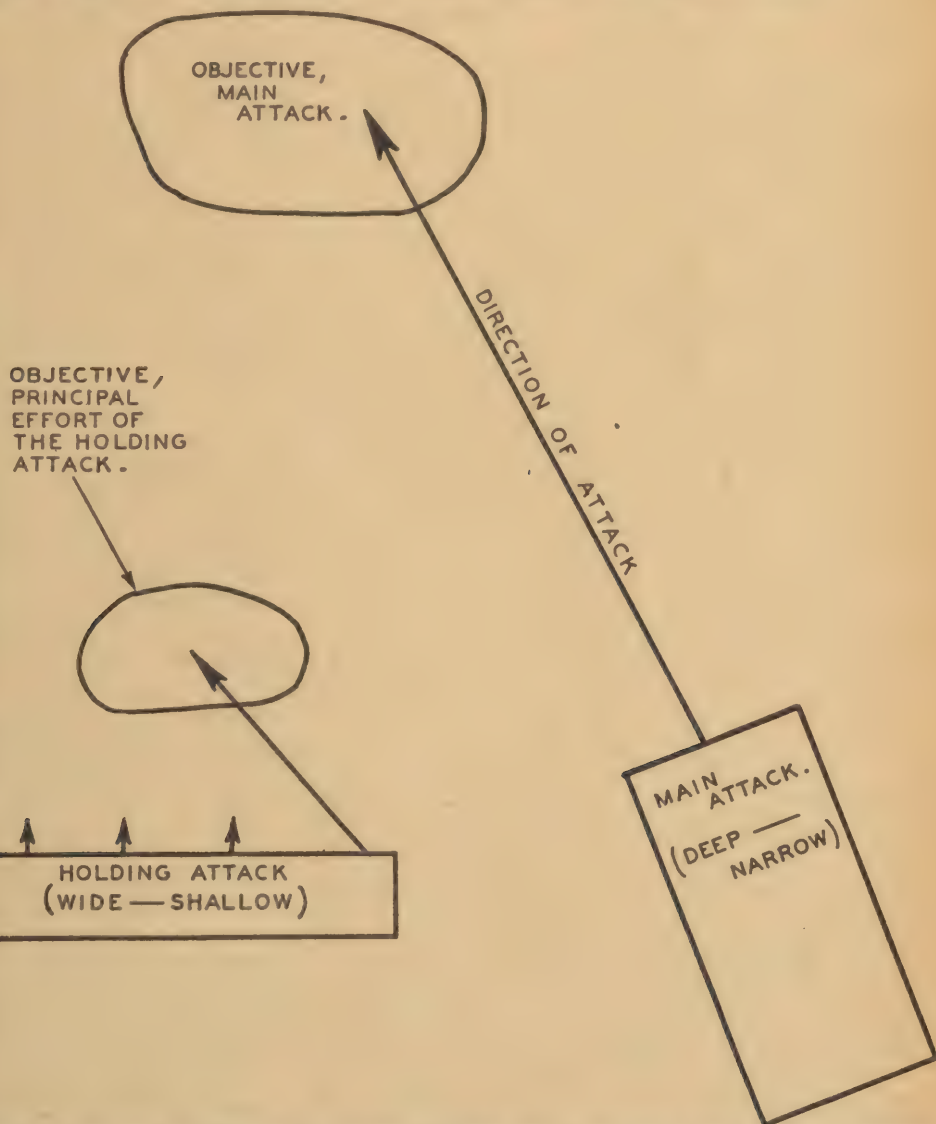 OBJECTIVE,
MAIN
ATTACK.
DIRECTION OF ATTACK
OBJECTIVE,
PRINCIPAL
EFFORT OF
THE HOLDING
ATTACK.
MAIN
ATTACK.
(DEEP —
NARROW)
HOLDING ATTACK
(WIDE — SHALLOW)